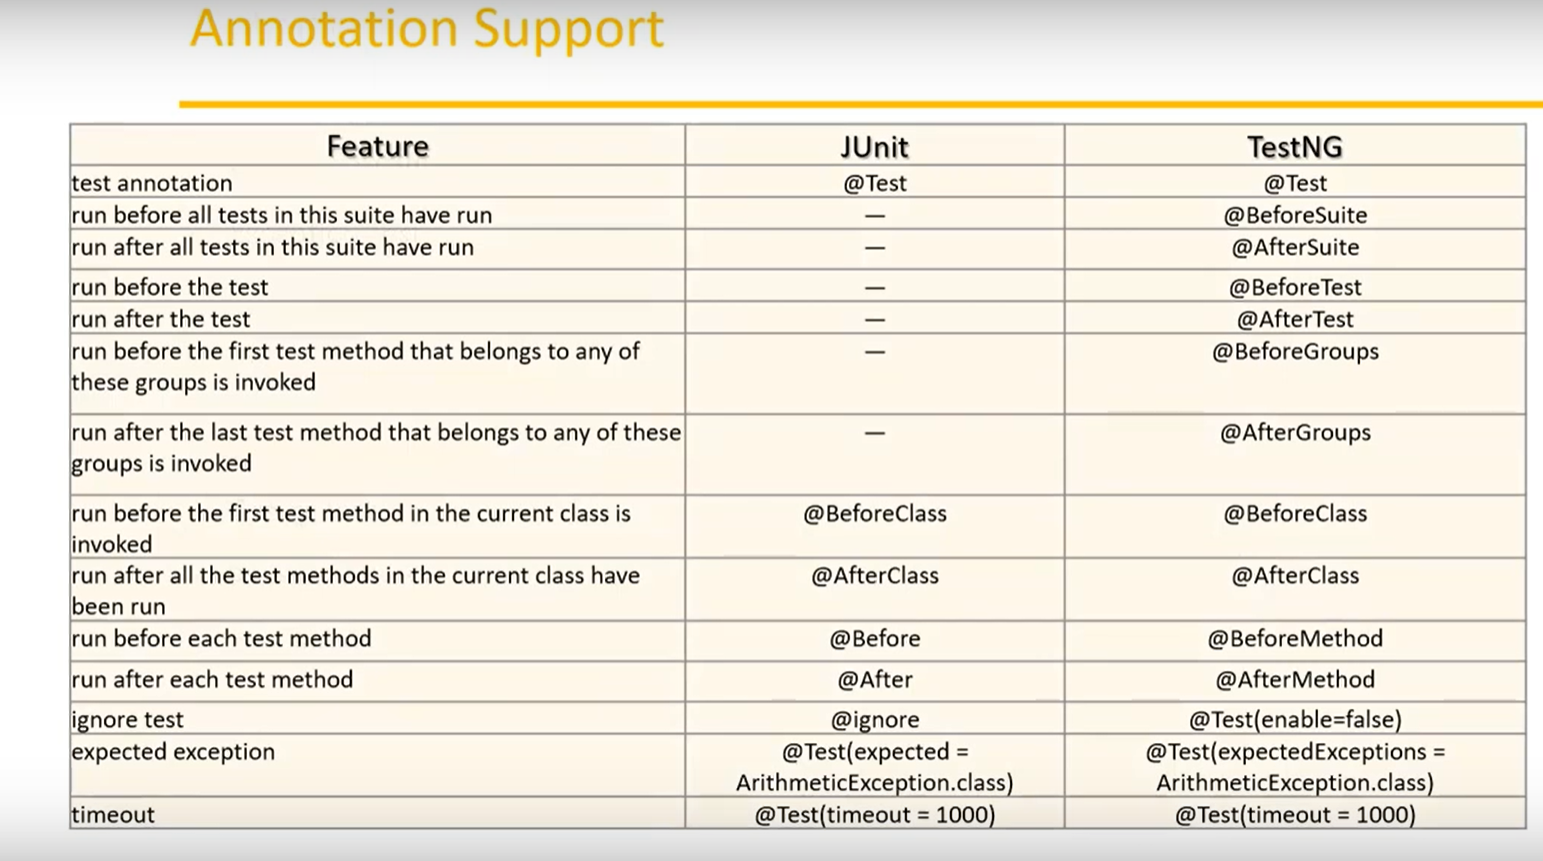 Annotation Support
Feature JUnit TestNG
test annotation @Test @Test
run before all tests in this suite have run — @BeforeSuite
run after all tests in this suite have run — @AfterSuite
run before the test — @BeforeTest
run after the test — @AfterTest
run before the first test method that belongs to any of — @BeforeGroups
these groups is invoked
run after the last test method that belongs to any of these — @AfterGroups
groups is invoked
run before the first test method in the current class is @BeforeClass @BeforeClass
invoked
run after all the test methods in the current class have @AfterClass @AfterClass
been run
run before each test method @Before @BeforeMethod
run after each test method @After @AfterMethod
ignore test @ignore @Test(enable=false)
expected exception @Test(expected = @Test(expectedExceptions =
ArithmeticException.class) ArithmeticException.class)
timeout @Test(timeout = 1000) @Test(timeout = 1000)